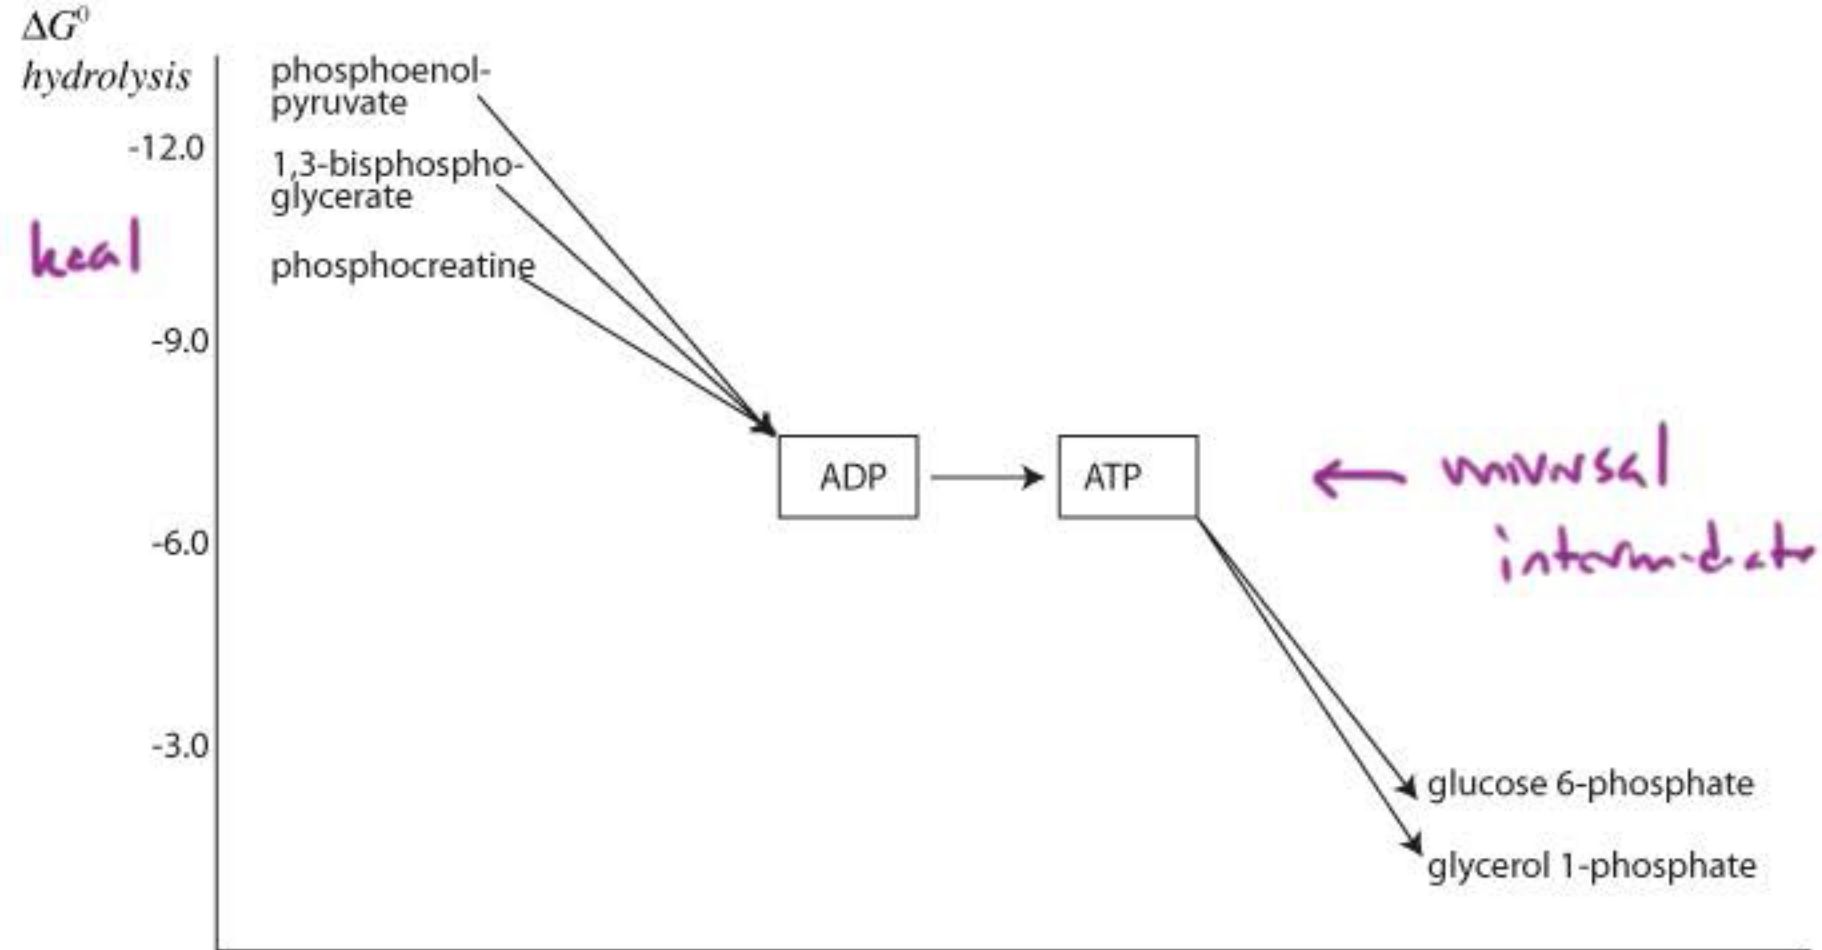 ΔG⁰
hydrolysis
phosphoenol-
pyruvate
-12.0
1,3-bisphospho-
glycerate
kcal
phosphocreatine
-9.0
ADP
ATP
← universal
intermediate
-6.0
-3.0
glucose 6-phosphate
glycerol 1-phosphate